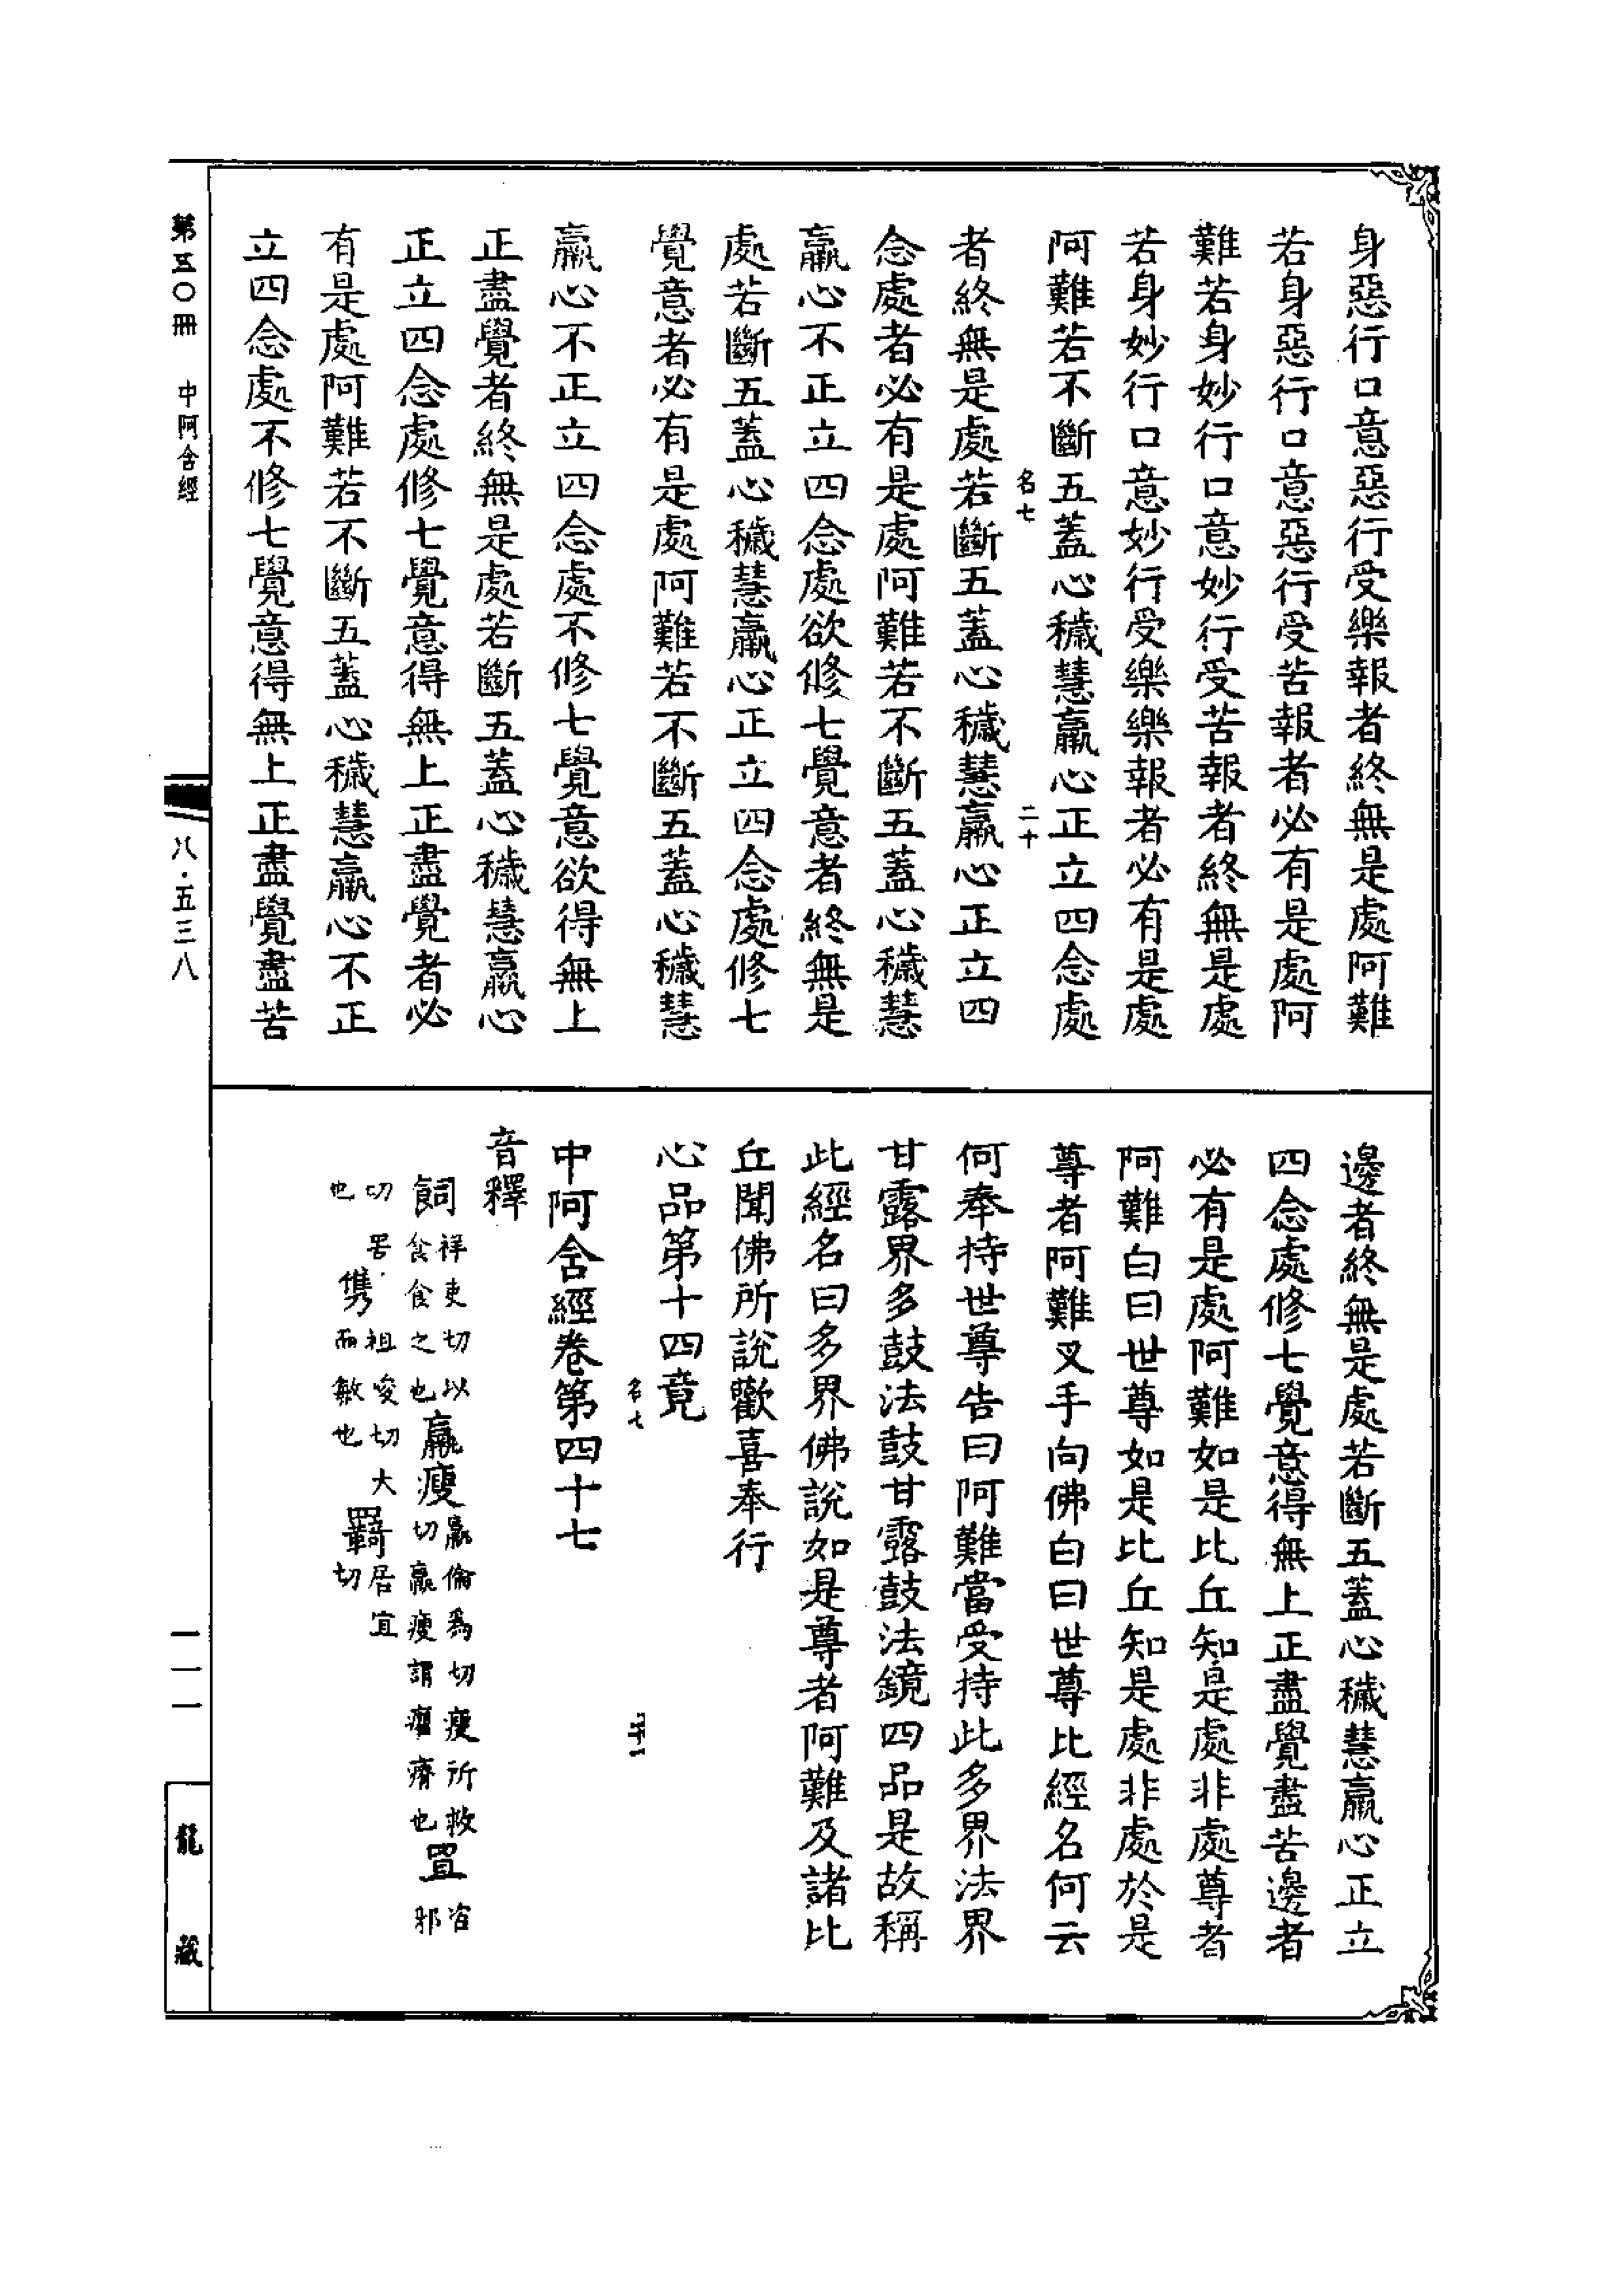 身惡行口意惡行受樂報者終無是處阿難
若身惡行口意惡行受苦報者必有是處阿
難若身妙行口意妙行受苦報者終無是處
若身妙行口意妙行受樂樂報者必有是處
阿難若不斷五蓋心穢慧羸心正立四念處
名七 二十
者終無是處若斷五蓋心穢慧羸心正立四
念處者必有是處阿難若不斷五蓋心穢慧
羸心不正立四念處欲修七覺意者終無是
處若斷五蓋心穢慧羸心正立四念處修七
覺意者必有是處阿難若不斷五蓋心穢慧
羸心不正立四念處不修七覺意欲得無上
正盡覺者終無是處若斷五蓋心穢慧羸心
正立四念處修七覺意得無上正盡覺者必
有是處阿難若不斷五蓋心穢慧羸心不正
立四念處不修七覺意得無上正盡覺盡苦
邊者終無是處若斷五蓋心穢慧羸心正立
四念處修七覺意得無上正盡覺盡苦邊者
必有是處阿難如是比丘知是處非處尊者
阿難白曰世尊如是比丘知是處非處於是
尊者阿難叉手向佛白曰世尊比經名何云
何奉持世尊告曰阿難當受持此多界法界
甘露界多鼓法鼓甘露鼓法鏡四品是故稱
此經名曰多界佛說如是尊者阿難及諸比
丘聞佛所說歡喜奉行
心品第十四竟
名七
中阿含經卷第四十七
音釋
飼 祥吏切以食食之也 羸瘦 羸倫為切瘦所救切羸瘦謂癯瘠也 罝 咨邪
切罟也 雋 祖峻切大而敏也 羇 居宜切
第五〇冊 中阿含經
八·五三八
一一一
龍藏